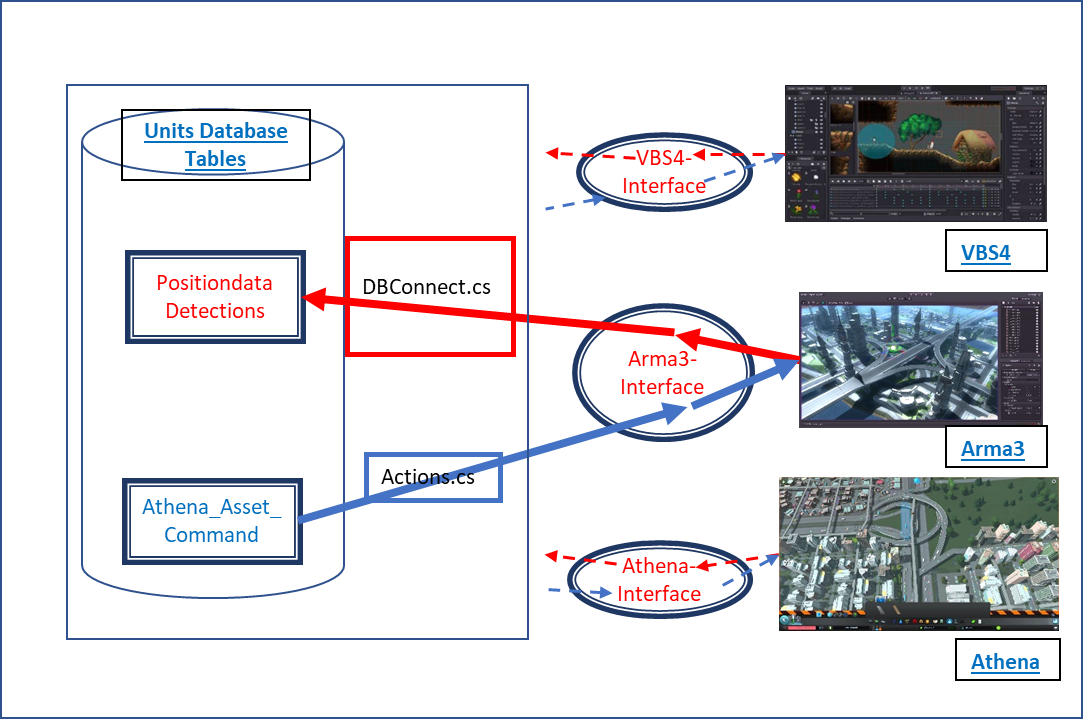 Units Database
Tables
Positiondata
Detections
DBConnect.cs
Athena_Asset_
Command
Actions.cs
VBS4-
Interface
VBS4
Arma3-
Interface
Arma3
Athena-
Interface
Athena